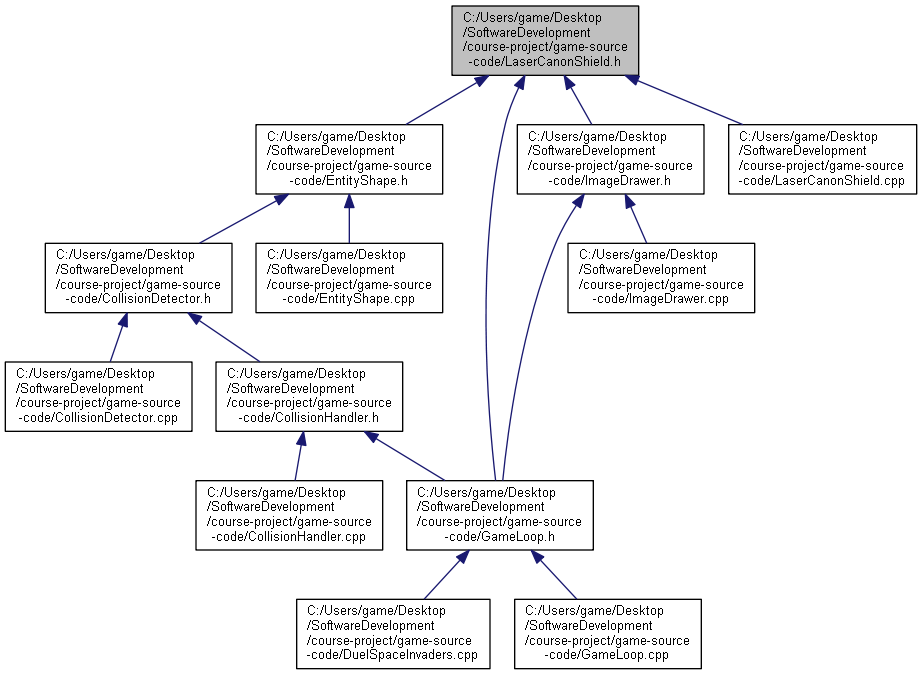 C:/Users/game/Desktop
/SoftwareDevelopment
/course-project/game-source
-code/LaserCanonShield.h
C:/Users/game/Desktop
/SoftwareDevelopment
/course-project/game-source
-code/EntityShape.h
C:/Users/game/Desktop
/SoftwareDevelopment
/course-project/game-source
-code/ImageDrawer.h
C:/Users/game/Desktop
/SoftwareDevelopment
/course-project/game-source
-code/LaserCanonShield.cpp
C:/Users/game/Desktop
/SoftwareDevelopment
/course-project/game-source
-code/CollisionDetector.h
C:/Users/game/Desktop
/SoftwareDevelopment
/course-project/game-source
-code/EntityShape.cpp
C:/Users/game/Desktop
/SoftwareDevelopment
/course-project/game-source
-code/ImageDrawer.cpp
C:/Users/game/Desktop
/SoftwareDevelopment
/course-project/game-source
-code/CollisionDetector.cpp
C:/Users/game/Desktop
/SoftwareDevelopment
/course-project/game-source
-code/CollisionHandler.h
C:/Users/game/Desktop
/SoftwareDevelopment
/course-project/game-source
-code/CollisionHandler.cpp
C:/Users/game/Desktop
/SoftwareDevelopment
/course-project/game-source
-code/GameLoop.h
C:/Users/game/Desktop
/SoftwareDevelopment
/course-project/game-source
-code/DuelSpaceInvaders.cpp
C:/Users/game/Desktop
/SoftwareDevelopment
/course-project/game-source
-code/GameLoop.cpp